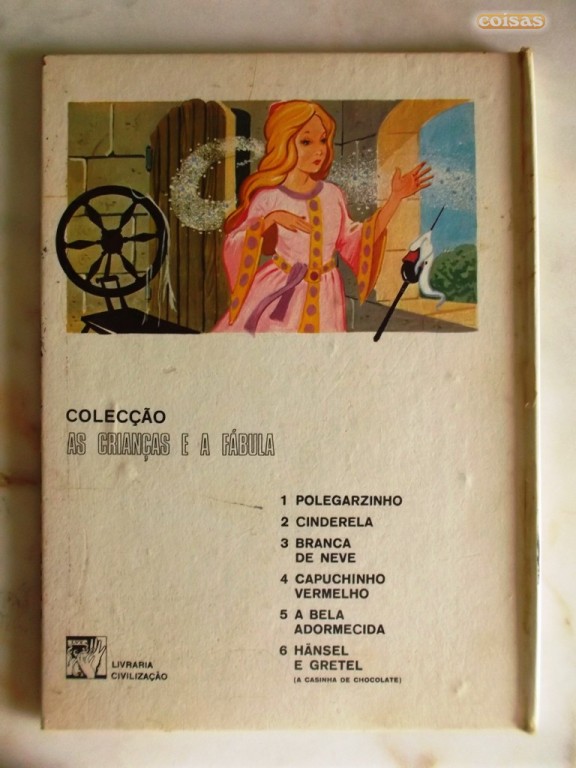 coisas
COLECÇÃO
AS CRIANÇAS E A FÁBULA
1 POLEGARZINHO
2 CINDERELA
3 BRANCA
DE NEVE
4 CAPUCHINHO
VERMELHO
5 A BELA
ADORMECIDA
6 HÄNSEL
E GRETEL
(A CASINHA DE CHOCOLATE)
LIVRARIA
CIVILIZAÇÃO